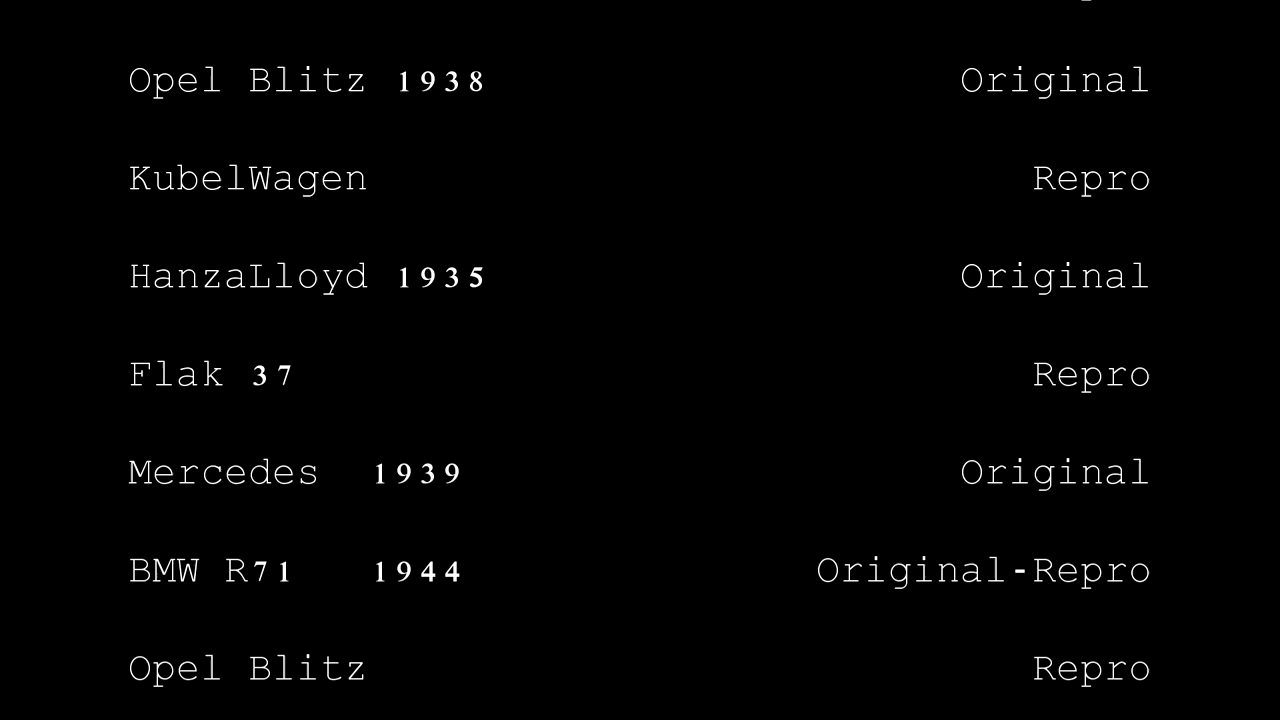 Opel Blitz 1938 Original
KubelWagen Repro
HanzaLloyd 1935 Original
Flak 37 Repro
Mercedes 1939 Original
BMW R71 1944 Original-Repro
Opel Blitz Repro